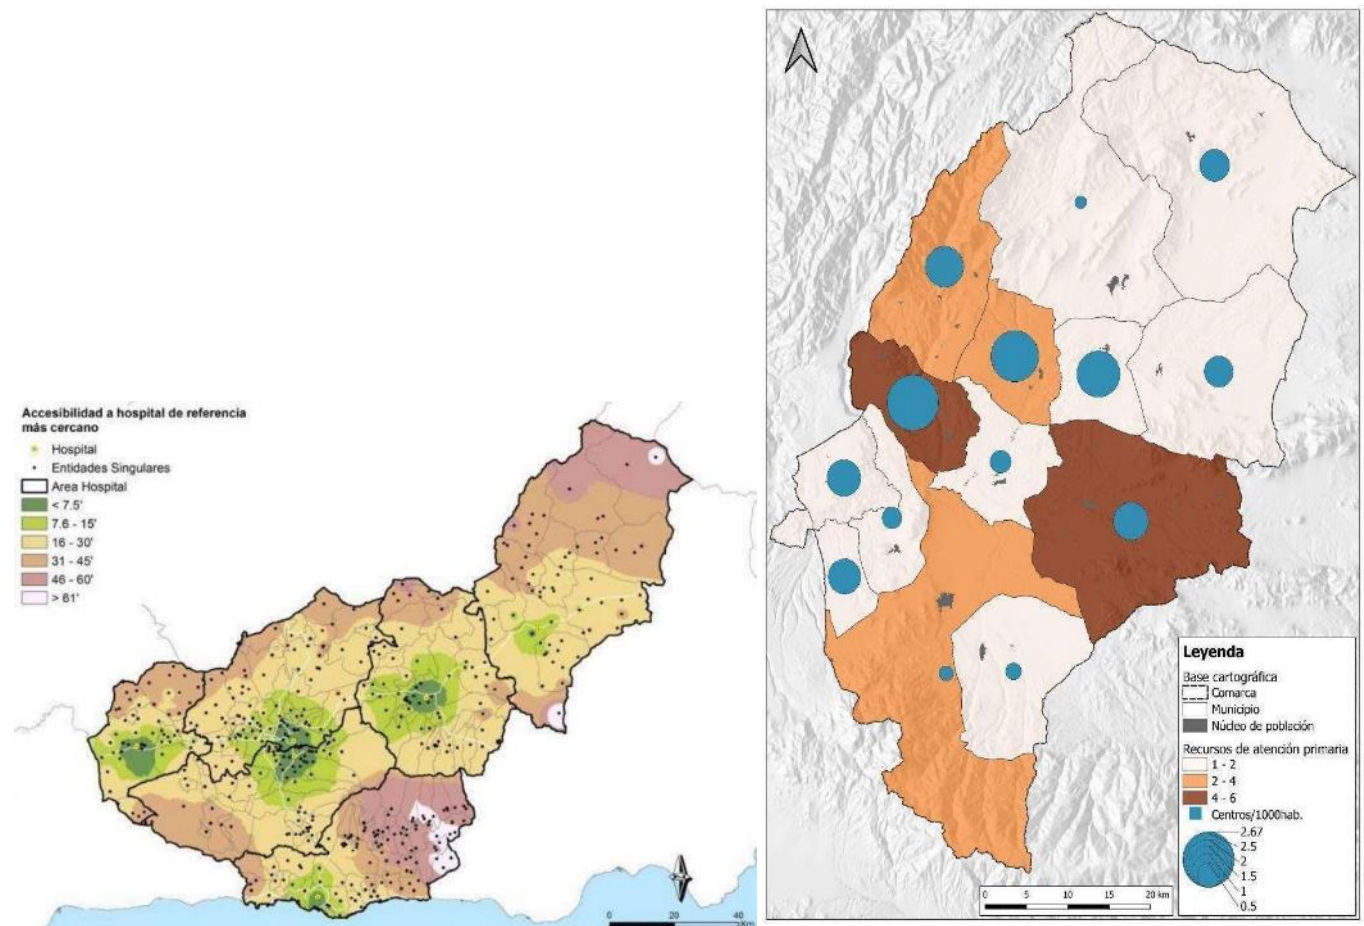 Accesibilidad a hospital de referencia
más cercano
Hospital
Entidades Singulares
Area Hospital
< 7.5'
7.6 - 15'
16 - 30'
31 - 45'
46 - 60'
> 61'
0 20 40
Km
Leyenda
Base cartográfica
Comarca
Municipio
Núcleo de población
Recursos de atención primaria
1 - 2
2 - 4
4 - 6
Centros/1000hab.
2.67
2.5
2
1.5
1
0.5
0 5 10 15 20 km